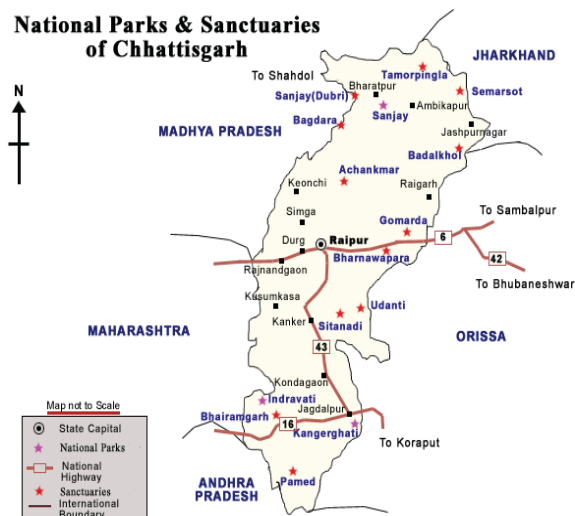 National Parks & Sanctuaries
of Chhattisgarh
JHARKHAND
To Shahdol
Tamorpingla
Bharatpur
Sanjay(Dubri)
Semarsot
N
Sanjay
Ambikapur
MADHYA PRADESH
Bagdara
Jashpurnagar
Badalkhol
Achankmar
Keonchi
Raigarh
Simga
To Sambalpur
Gomarda
Durg
Raipur
6
42
Bharnawapara
Rajnandgaon
To Bhubaneshwar
Kusumkasa
Udanti
Kanker
Sitanadi
MAHARASHTRA
ORISSA
43
Kondagaon
Indravati
Map not to Scale
Bhairamgarh
Jagdalpur
16
Kangerghati
State Capital
To Koraput
National Parks
National
Highway
Pamed
ANDHRA
PRADESH
Sanctuaries
International
Boundary